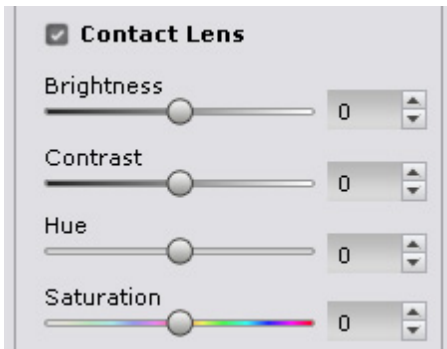 Contact Lens
Brightness
0
Contrast
0
Hue
0
Saturation
0